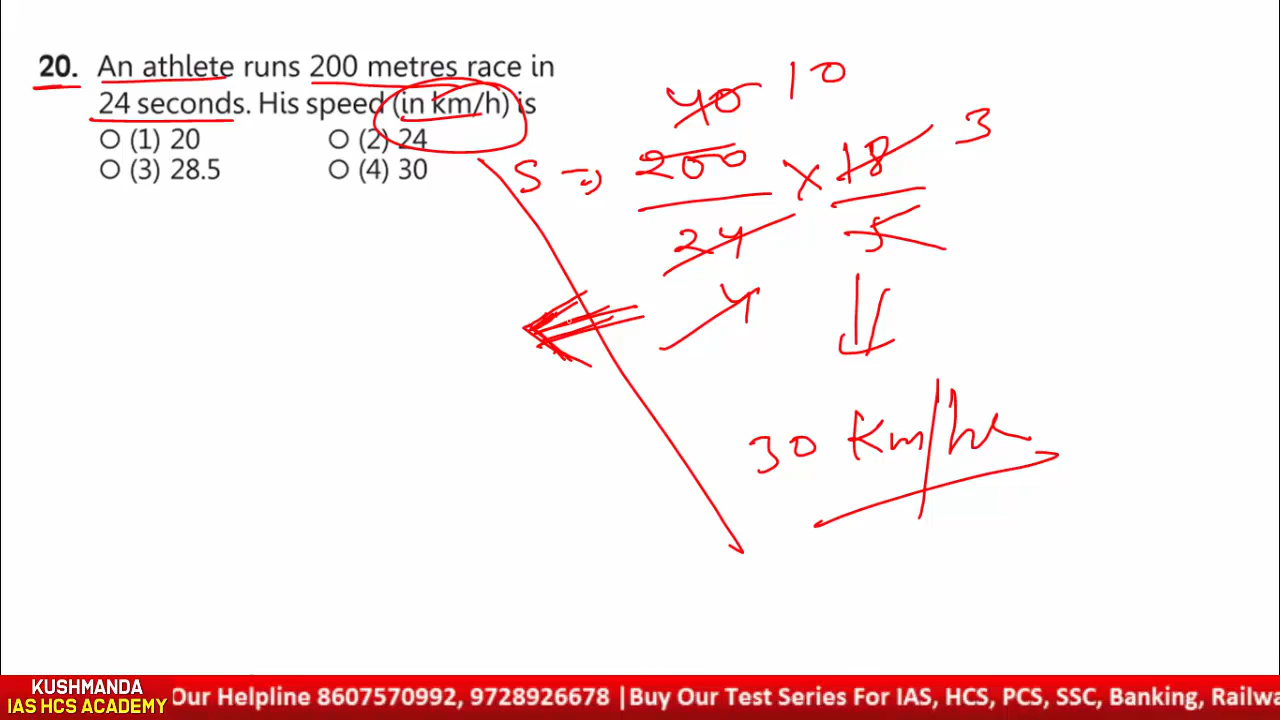 20. An athlete runs 200 metres race in
24 seconds. His speed (in km/h) is
(1) 20 (2) 24
(3) 28.5 (4) 30
40 10
S => 200 × 18 3
24 5
4
30 Km/hr
KUSHMANDA
IAS HCS ACADEMY
Our Helpline 8607570992, 9728926678 |Buy Our Test Series For IAS, HCS, PCS, SSC, Banking, Railwa